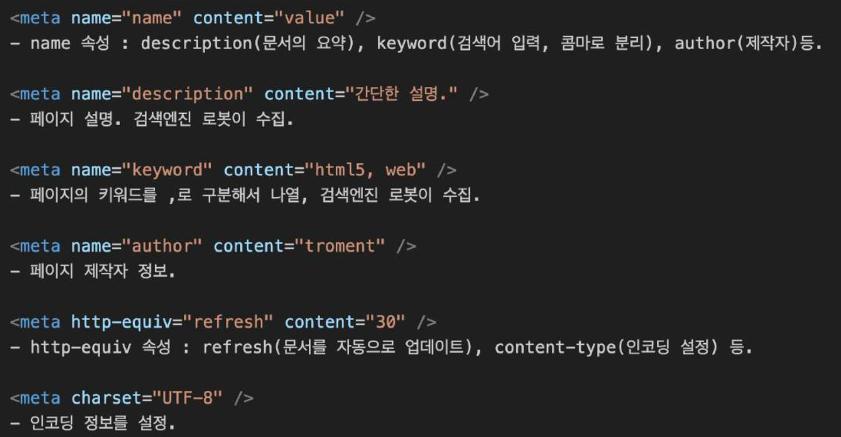 <meta name="name" content="value" />
- name 속성 : description(문서의 요약), keyword(검색어 입력, 콤마로 분리), author(제작자)등.
<meta name="description" content="간단한 설명." />
- 페이지 설명. 검색엔진 로봇이 수집.
<meta name="keyword" content="html5, web" />
- 페이지의 키워드를 ,로 구분해서 나열, 검색엔진 로봇이 수집.
<meta name="author" content="troment" />
- 페이지 제작자 정보.
<meta http-equiv="refresh" content="30" />
- http-equiv 속성 : refresh(문서를 자동으로 업데이트), content-type(인코딩 설정) 등.
<meta charset="UTF-8" />
- 인코딩 정보를 설정.